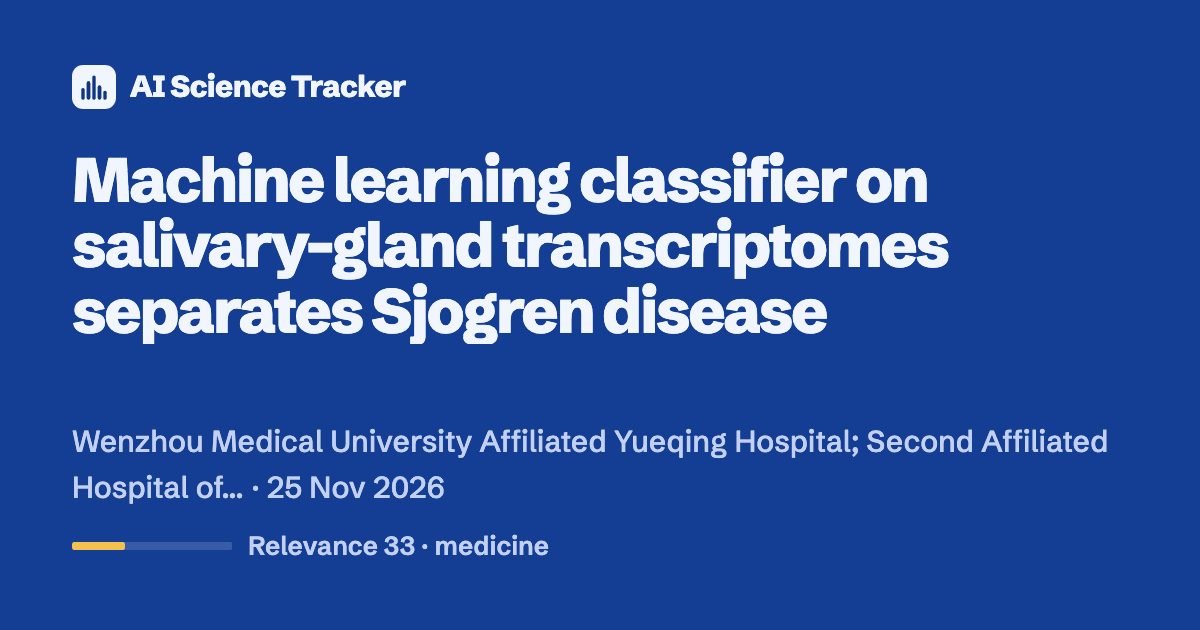 AI Science Tracker
Machine learning classifier on
salivary-gland transcriptomes
separates Sjogren disease
Wenzhou Medical University Affiliated Yueqing Hospital; Second Affiliated
Hospital of... · 25 Nov 2026
Relevance 33 · medicine